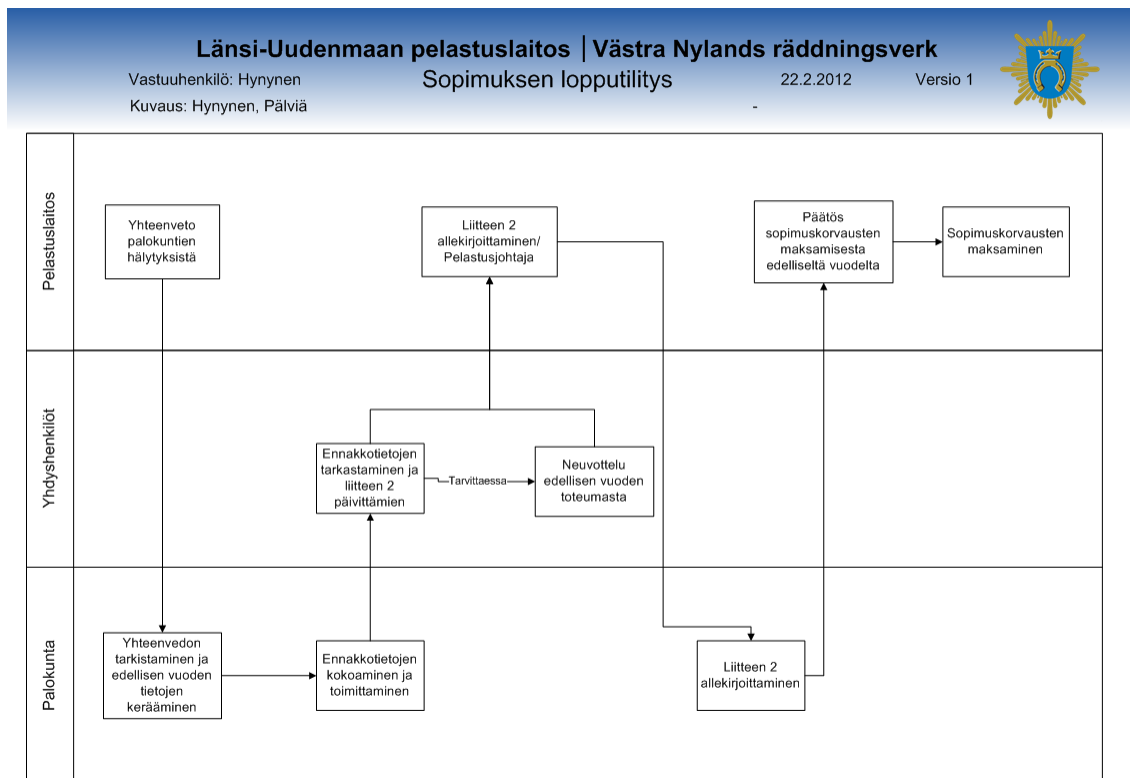 Länsi-Uudenmaan pelastuslaitos | Västra Nylands räddningsverk
Vastuuhenkilö: Hynynen
Sopimuksen lopputilitys
22.2.2012
Versio 1
Kuvaus: Hynynen, Pälviä
-
Pelastuslaitos
Yhteenveto
palokuntien
hälytyksistä
Liitteen 2
allekirjoittaminen/
Pelastusjohtaja
Päätös
sopimuskorvausten
maksamisesta
edelliseltä vuodelta
Sopimuskorvausten
maksaminen
Yhdyshenkilöt
Ennakkotietojen
tarkastaminen ja
liitteen 2
päivittämien
Tarvittaessa
Neuvottelu
edellisen vuoden
toteumasta
Palokunta
Yhteenvedon
tarkistaminen ja
edellisen vuoden
tietojen
kerääminen
Ennakkotietojen
kokoaminen ja
toimittaminen
Liitteen 2
allekirjoittaminen